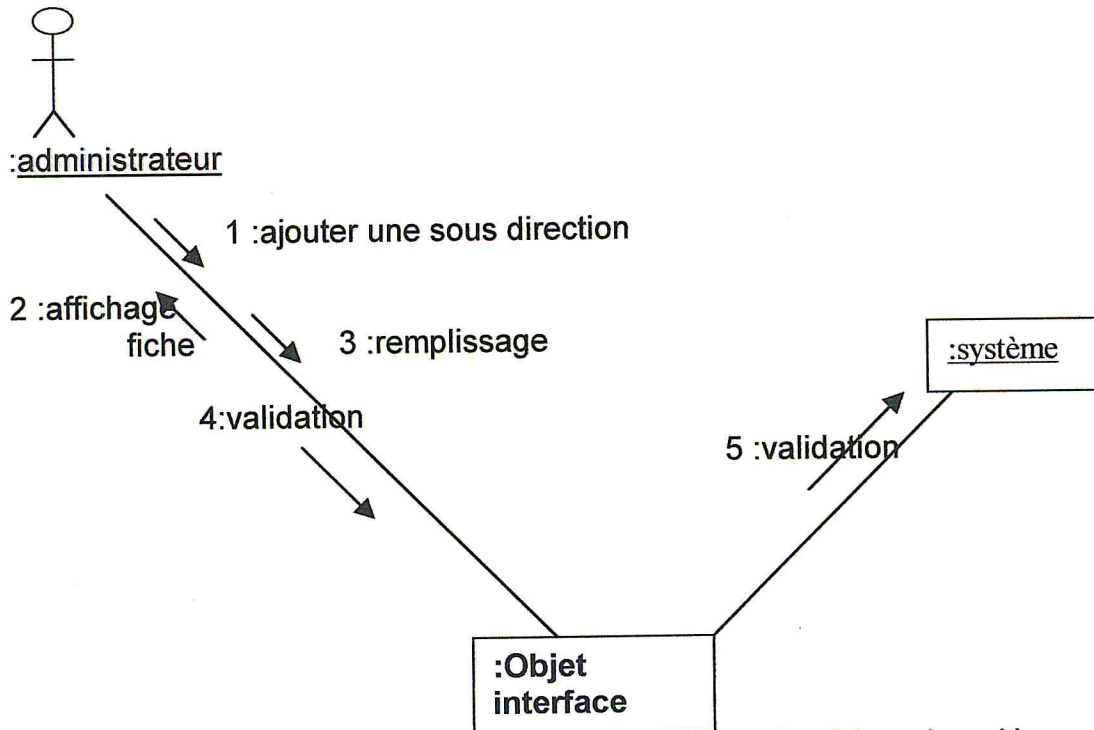 :administrateur
1 :ajouter une sous direction
2 :affichage
fiche
3 :remplissage
:système
4:validation
5 :validation
:Objet
interface